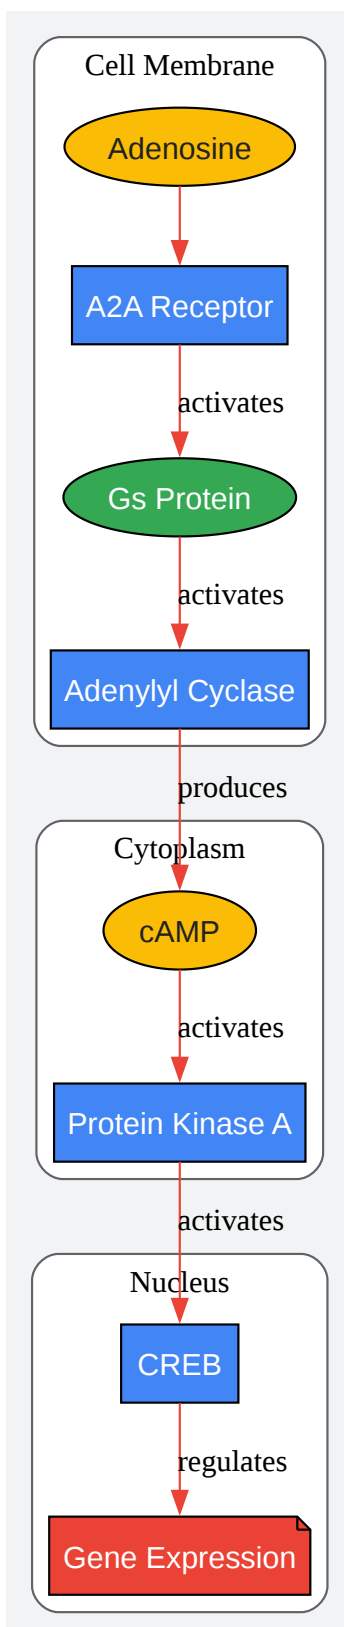 Cell Membrane
Adenosine
A2A Receptor
activates
Gs Protein
activates
Adenylyl Cyclase
produces
Cytoplasm
cAMP
activates
Protein Kinase A
activates
Nucleus
CREB
regulates
Gene Expression